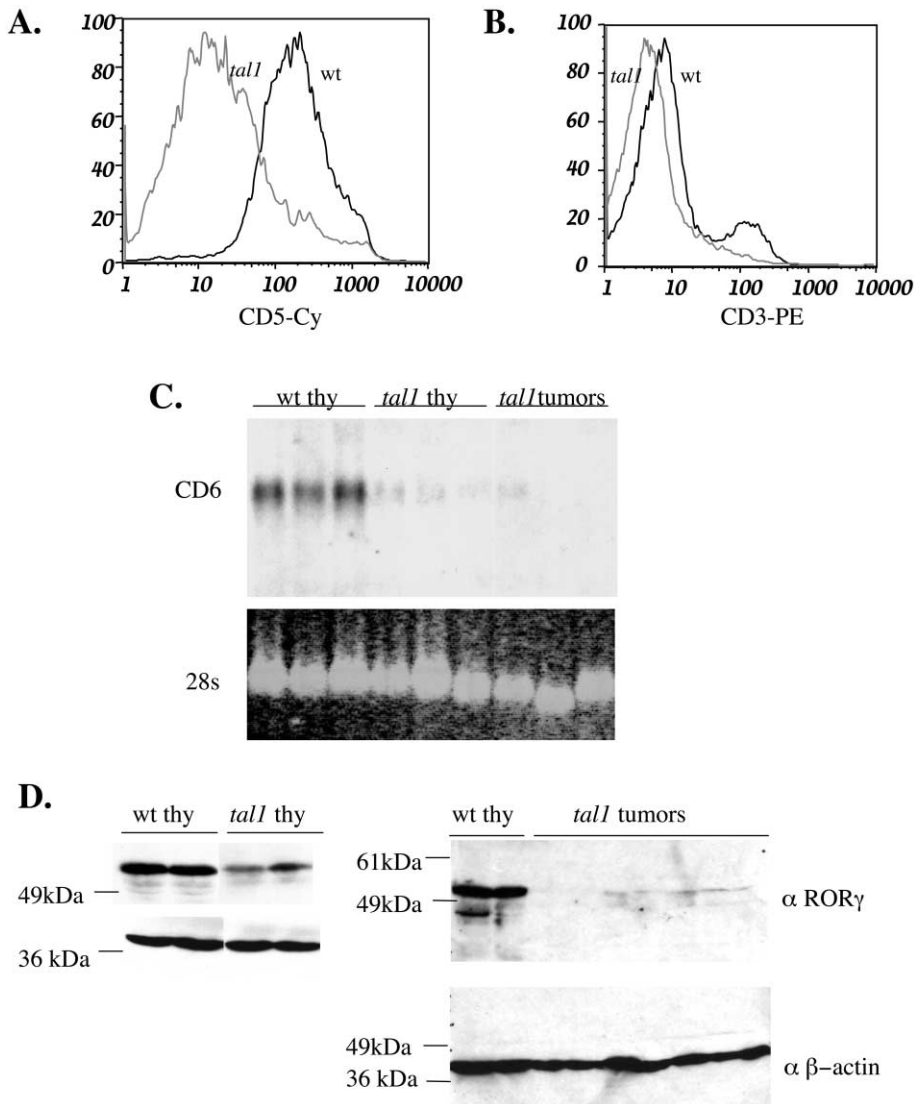 A.
100
80
60
40
20
0
tal1
wt
1 10 100 1000 10000
CD5-Cy
B.
100
80
60
40
20
0
tal1
wt
1 10 100 1000 10000
CD3-PE
C.
wt thy tal1 thy tal1 tumors
CD6
28s
D.
wt thy tal1 thy
49kDa
36 kDa
wt thy tal1 tumors
61kDa
49kDa
α RORγ
49kDa
36 kDa
α β-actin